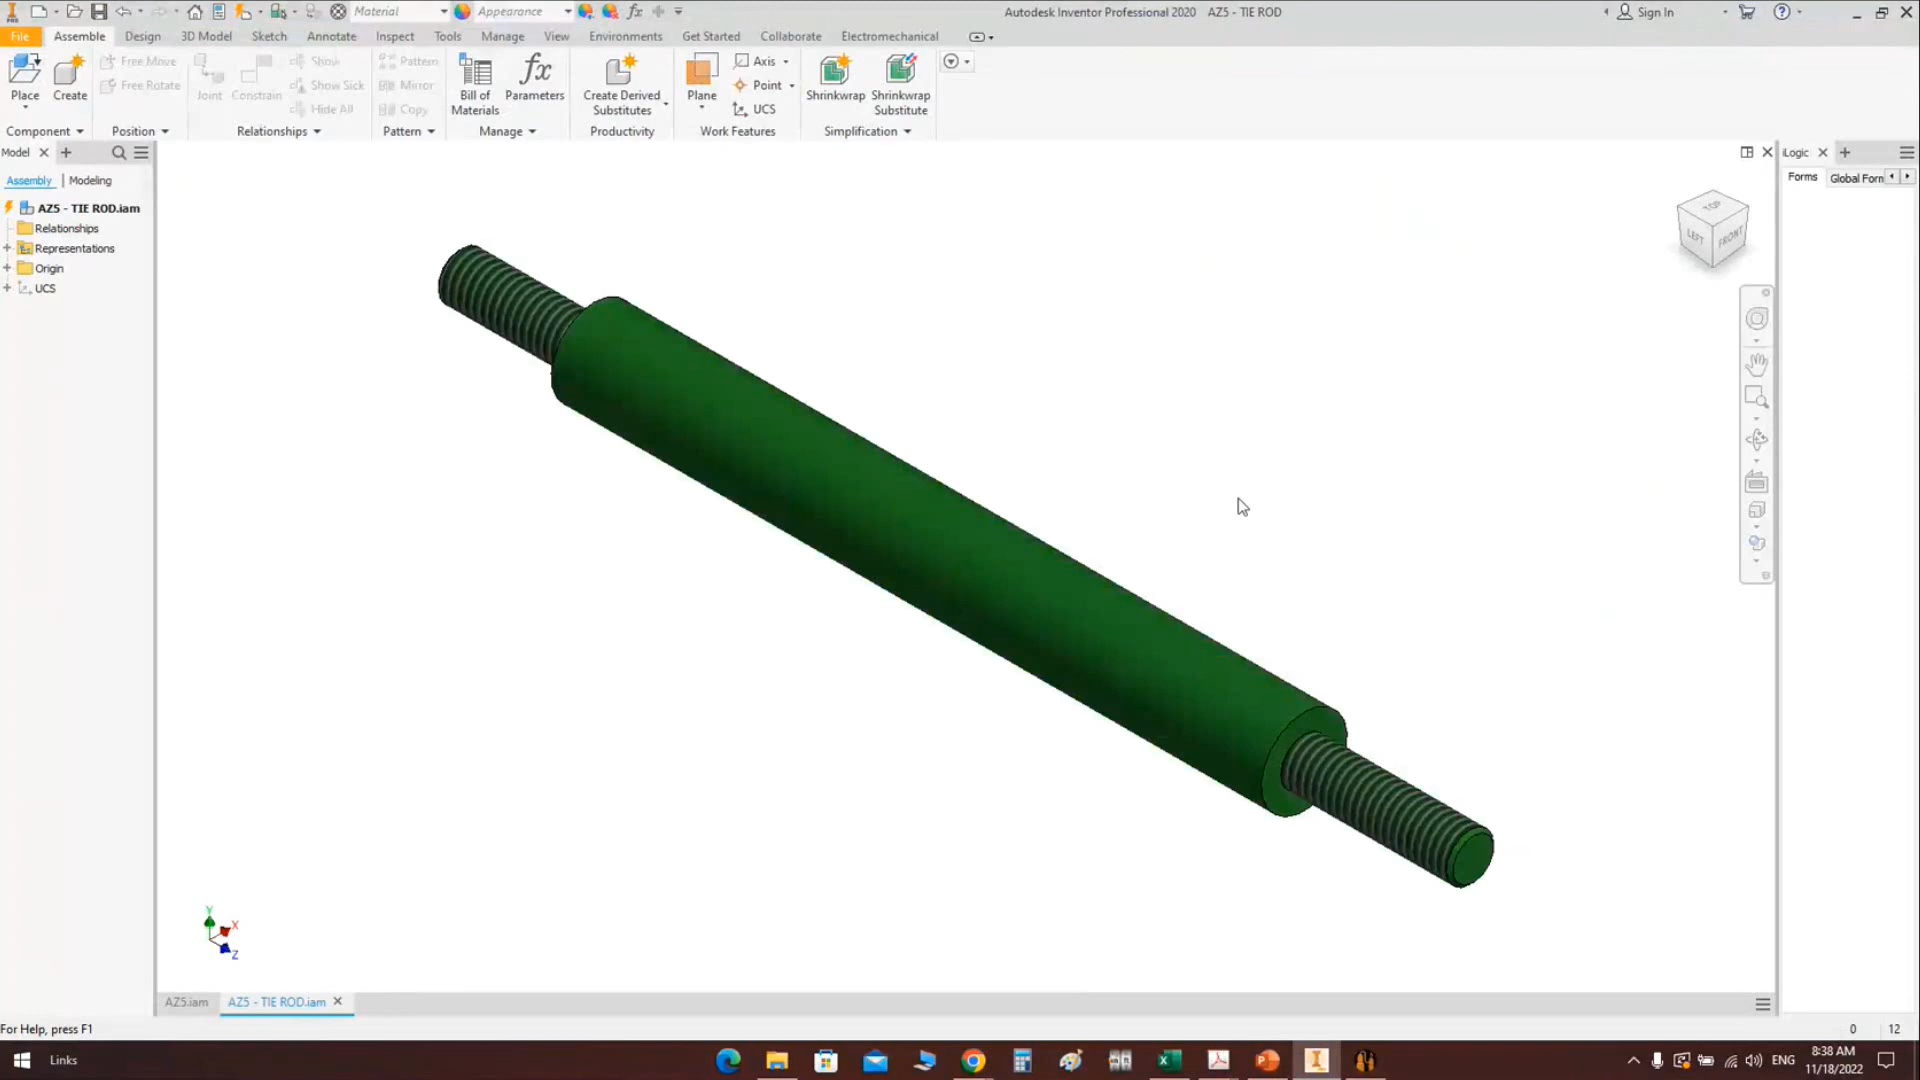 Material
Appearance
Autodesk Inventor Professional 2020 AZ5 - TIE ROD
Sign In
File Assemble Design 3D Model Sketch Annotate Inspect Tools Manage View Environments Get Started Collaborate Electromechanical
Place
Create
Free Move
Free Rotate
Joint
Constrain
Show
Show Sick
Hide All
Pattern
Mirror
Copy
Bill of
Materials
Parameters
Create Derived
Substitutes
Plane
Axis
Point
UCS
Shrinkwrap
Shrinkwrap
Substitute
Component Position Relationships Pattern Manage Productivity Work Features Simplification
Model
Assembly | Modeling
AZ5 - TIE ROD.iam
Relationships
Representations
Origin
UCS
iLogic
Forms Global Forn
TOP
LEFT
FRONT
Y
X
Z
AZ5.iam
AZ5 - TIE ROD.iam
For Help, press F1
0 12
Links
ENG
8:38 AM
11/18/2022